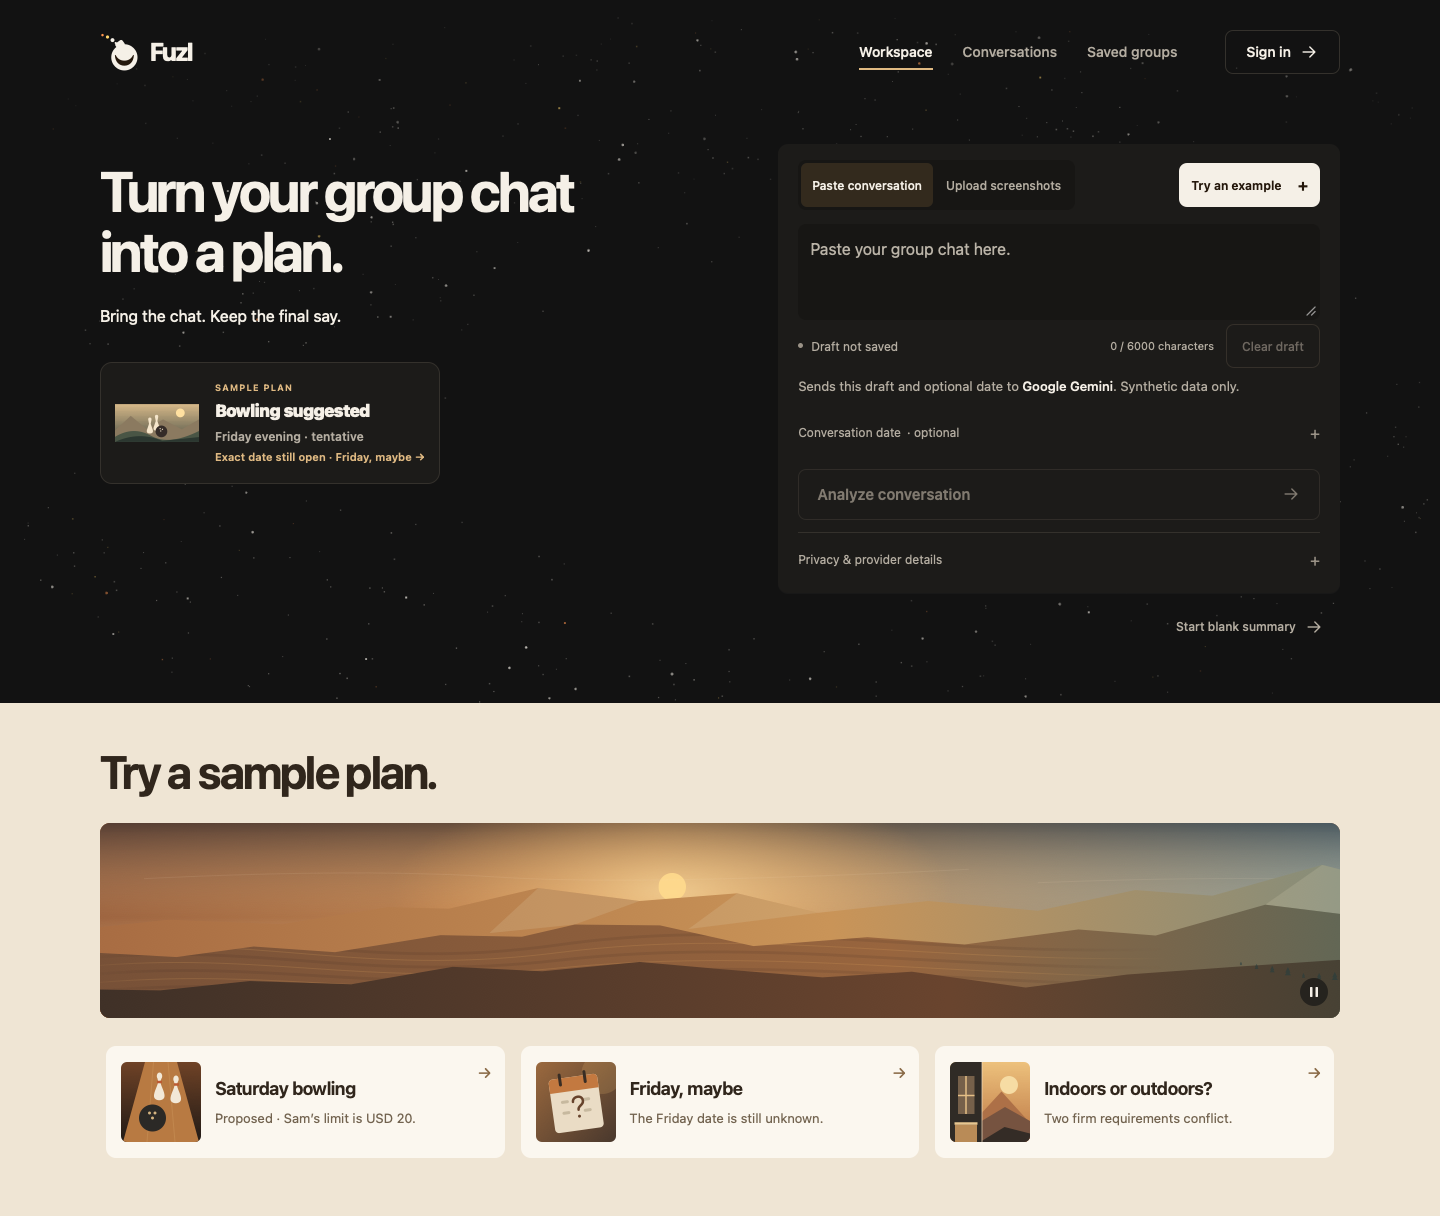 Fuzl
Workspace
Conversations
Saved groups
Sign in →
Turn your group chat
into a plan.
Bring the chat. Keep the final say.
SAMPLE PLAN
Bowling suggested
Friday evening · tentative
Exact date still open · Friday, maybe →
Paste conversation
Upload screenshots
Try an example +
Paste your group chat here.
Draft not saved
0 / 6000 characters
Clear draft
Sends this draft and optional date to Google Gemini. Synthetic data only.
Conversation date · optional +
Analyze conversation →
Privacy & provider details +
Start blank summary →
Try a sample plan.
Saturday bowling →
Proposed · Sam’s limit is USD 20.
?
Friday, maybe →
The Friday date is still unknown.
Indoors or outdoors? →
Two firm requirements conflict.